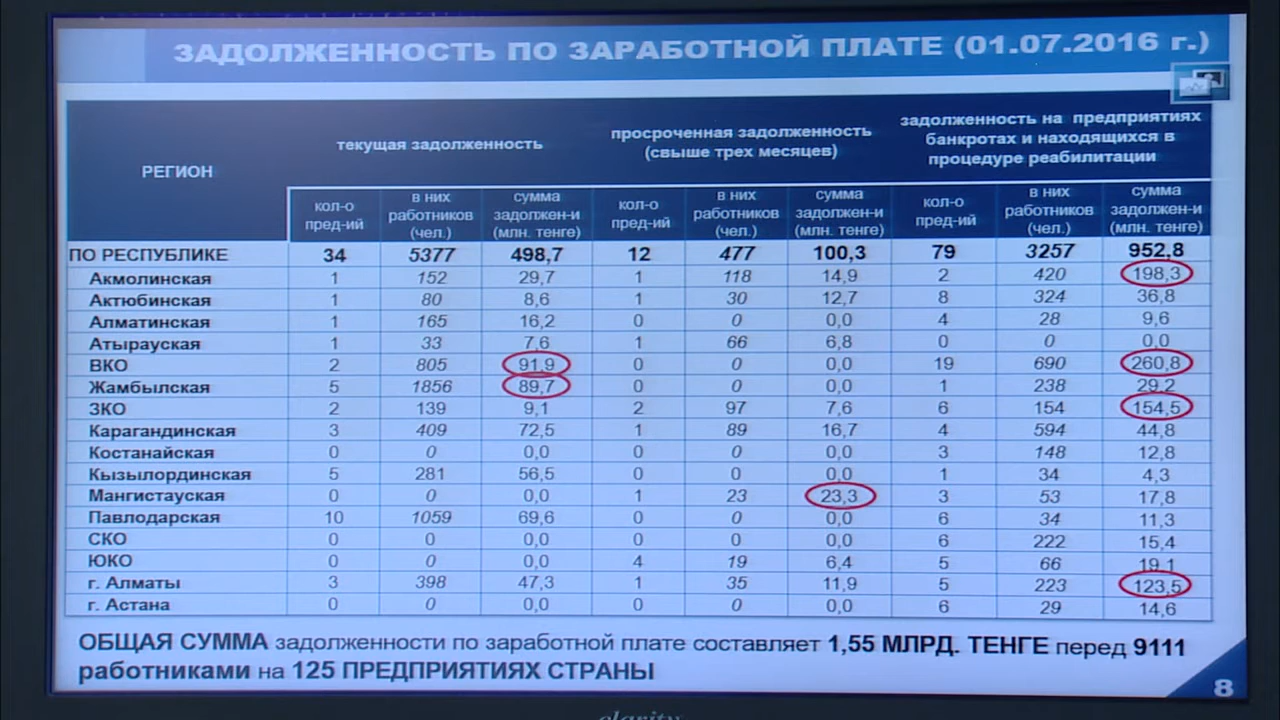 ЗАДОЛЖЕННОСТЬ ПО ЗАРАБОТНОЙ ПЛАТЕ (01.07.2016 г.)
РЕГИОН
текущая задолженность
просроченная задолженность
(свыше трех месяцев)
задолженность на предприятиях
банкротах и находящихся в
процедуре реабилитации
кол-о
пред-ий
в них
работников
(чел.)
сумма
задолжен-и
(млн. тенге)
кол-о
пред-ий
в них
работников
(чел.)
сумма
задолжен-и
(млн. тенге)
кол-о
пред-ий
в них
работников
(чел.)
сумма
задолжен-и
(млн. тенге)
ПО РЕСПУБЛИКЕ 34 5377 498,7 12 477 100,3 79 3257 952,8
Акмолинская 1 152 29,7 1 118 14,9 2 420 198,3
Актюбинская 1 80 8,6 1 30 12,7 8 324 36,8
Алматинская 1 165 16,2 0 0 0,0 4 28 9,6
Атырауская 1 33 7,6 1 66 6,8 0 0 0,0
ВКО 2 805 91,9 0 0 0,0 19 690 260,8
Жамбылская 5 1856 89,7 0 0 0,0 1 238 29,2
ЗКО 2 139 9,1 2 97 7,6 6 154 154,5
Карагандинская 3 409 72,5 1 89 16,7 4 594 44,8
Костанайская 0 0 0,0 0 0 0,0 3 148 12,8
Кызылординская 5 281 56,5 0 0 0,0 1 34 4,3
Мангистауская 0 0 0,0 1 23 23,3 3 53 17,8
Павлодарская 10 1059 69,6 0 0 0,0 6 34 11,3
СКО 0 0 0,0 0 0 0,0 6 222 15,4
ЮКО 0 0 0,0 4 19 6,4 5 66 19,1
г. Алматы 3 398 47,3 1 35 11,9 5 223 123,5
г. Астана 0 0 0,0 0 0 0,0 6 29 14,6
ОБЩАЯ СУММА задолженности по заработной плате составляет 1,55 МЛРД. ТЕНГЕ перед 9111
работниками на 125 ПРЕДПРИЯТИЯХ СТРАНЫ
8
clarity